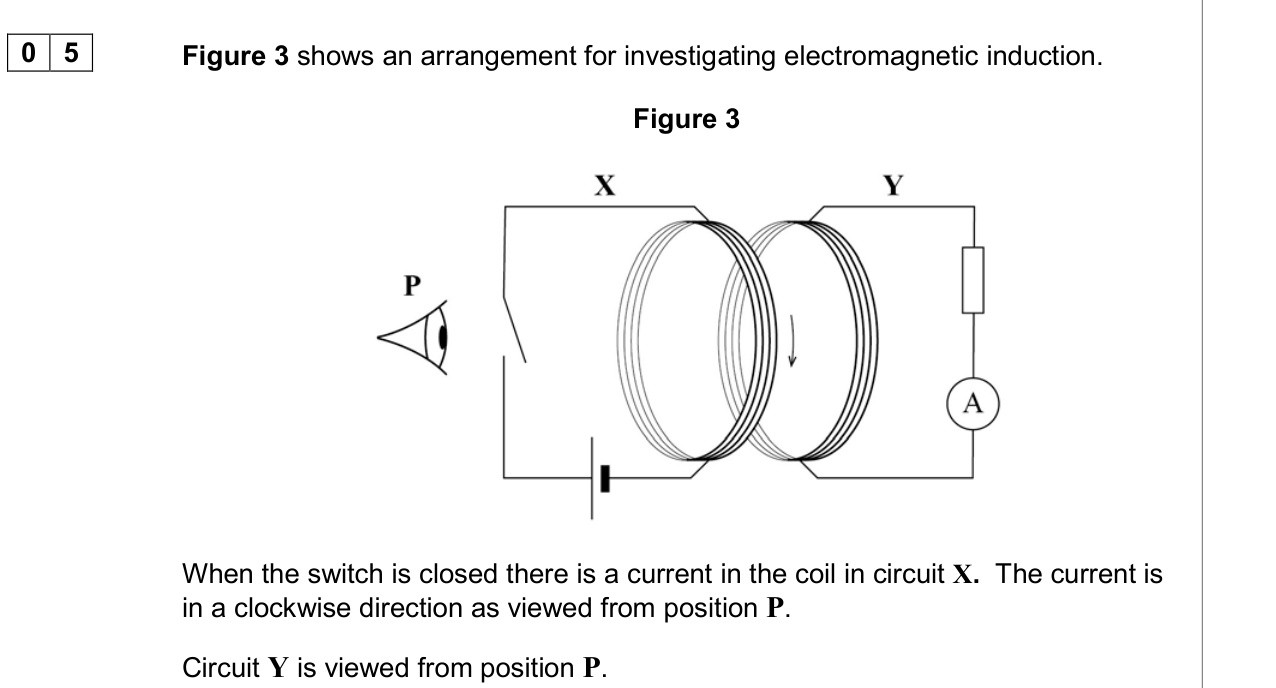 0 5
Figure 3 shows an arrangement for investigating electromagnetic induction.
Figure 3
X
Y
P
A
When the switch is closed there is a current in the coil in circuit X. The current is
in a clockwise direction as viewed from position P.
Circuit Y is viewed from position P.